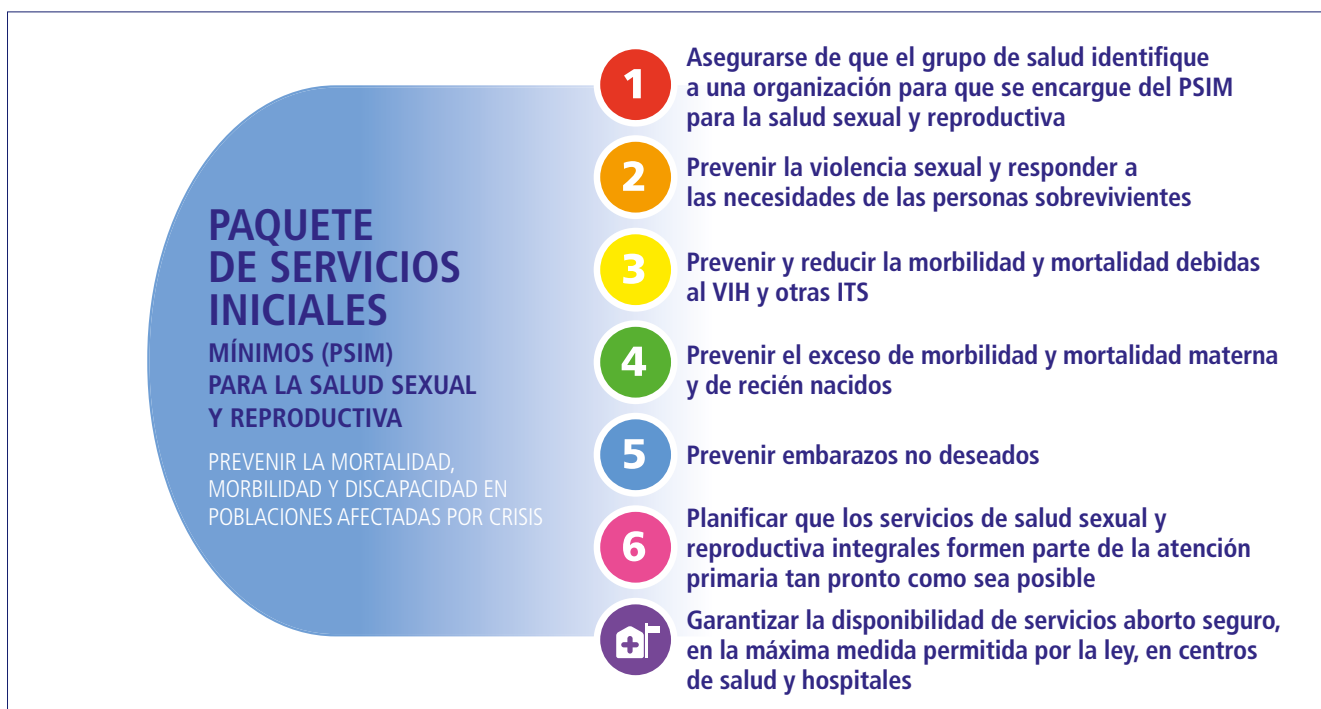 PAQUETE
DE SERVICIOS
INICIALES
MÍNIMOS (PSIM)
PARA LA SALUD SEXUAL
Y REPRODUCTIVA
PREVENIR LA MORTALIDAD,
MORBILIDAD Y DISCAPACIDAD EN
POBLACIONES AFECTADAS POR CRISIS
1
Asegurarse de que el grupo de salud identifique
a una organización para que se encargue del PSIM
para la salud sexual y reproductiva
2
Prevenir la violencia sexual y responder a
las necesidades de las personas sobrevivientes
3
Prevenir y reducir la morbilidad y mortalidad debidas
al VIH y otras ITS
4
Prevenir el exceso de morbilidad y mortalidad materna
y de recién nacidos
5
Prevenir embarazos no deseados
6
Planificar que los servicios de salud sexual y
reproductiva integrales formen parte de la atención
primaria tan pronto como sea posible
Garantizar la disponibilidad de servicios aborto seguro,
en la máxima medida permitida por la ley, en centros
de salud y hospitales